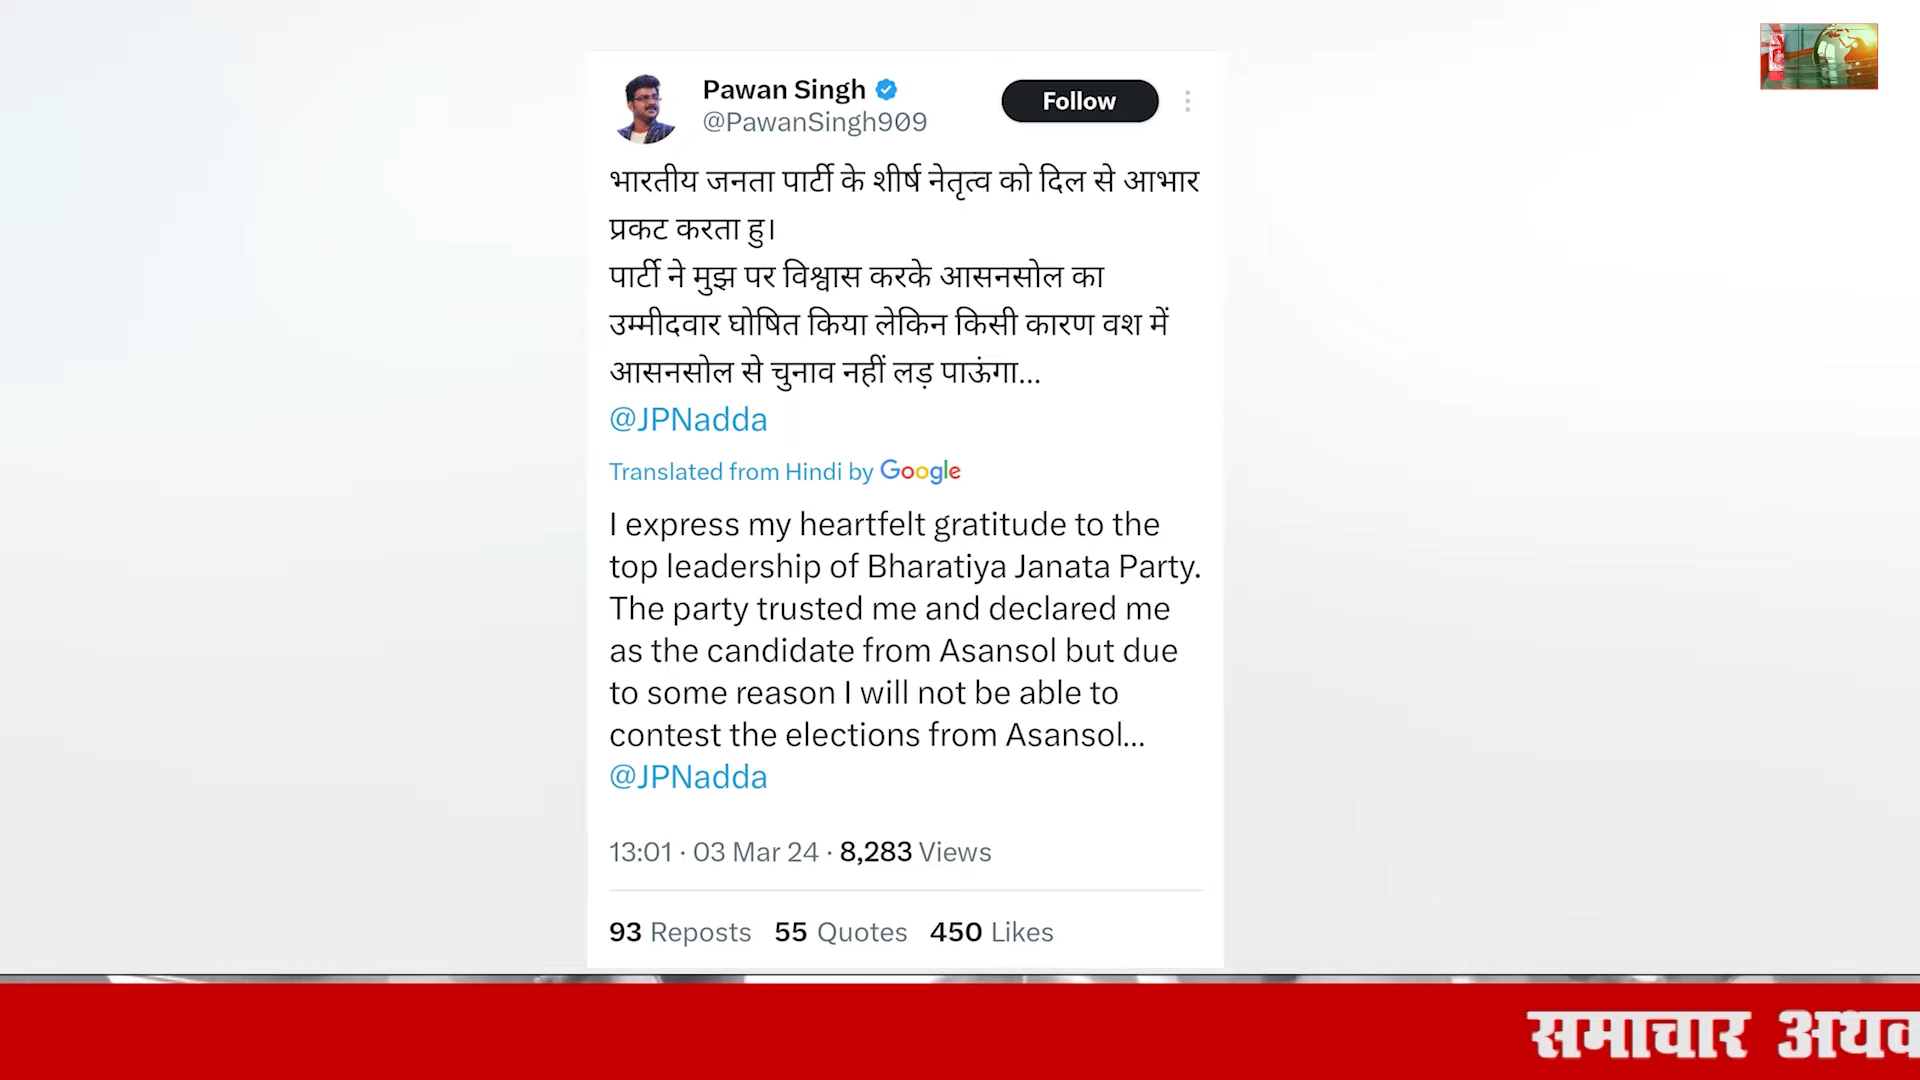 Pawan Singh
@PawanSingh909
Follow
भारतीय जनता पार्टी के शीर्ष नेतृत्व को दिल से आभार
प्रकट करता हु।
पार्टी ने मुझ पर विश्वास करके आसनसोल का
उम्मीदवार घोषित किया लेकिन किसी कारण वश में
आसनसोल से चुनाव नहीं लड़ पाऊंगा...
@JPNadda
Translated from Hindi by Google
I express my heartfelt gratitude to the
top leadership of Bharatiya Janata Party.
The party trusted me and declared me
as the candidate from Asansol but due
to some reason I will not be able to
contest the elections from Asansol...
@JPNadda
13:01 · 03 Mar 24 · 8,283 Views
93 Reposts 55 Quotes 450 Likes
समाचार